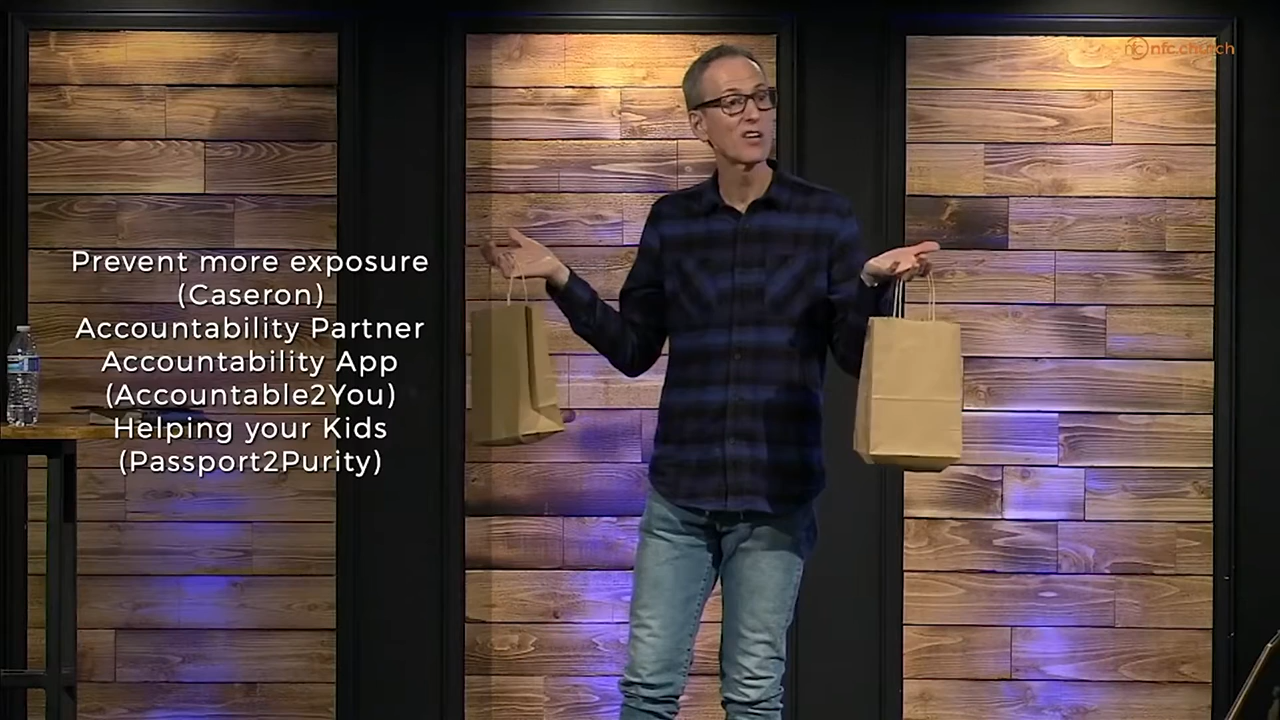 nfc.church
Prevent more exposure
(Caseron)
Accountability Partner
Accountability App
(Accountable2You)
Helping your Kids
(Passport2Purity)